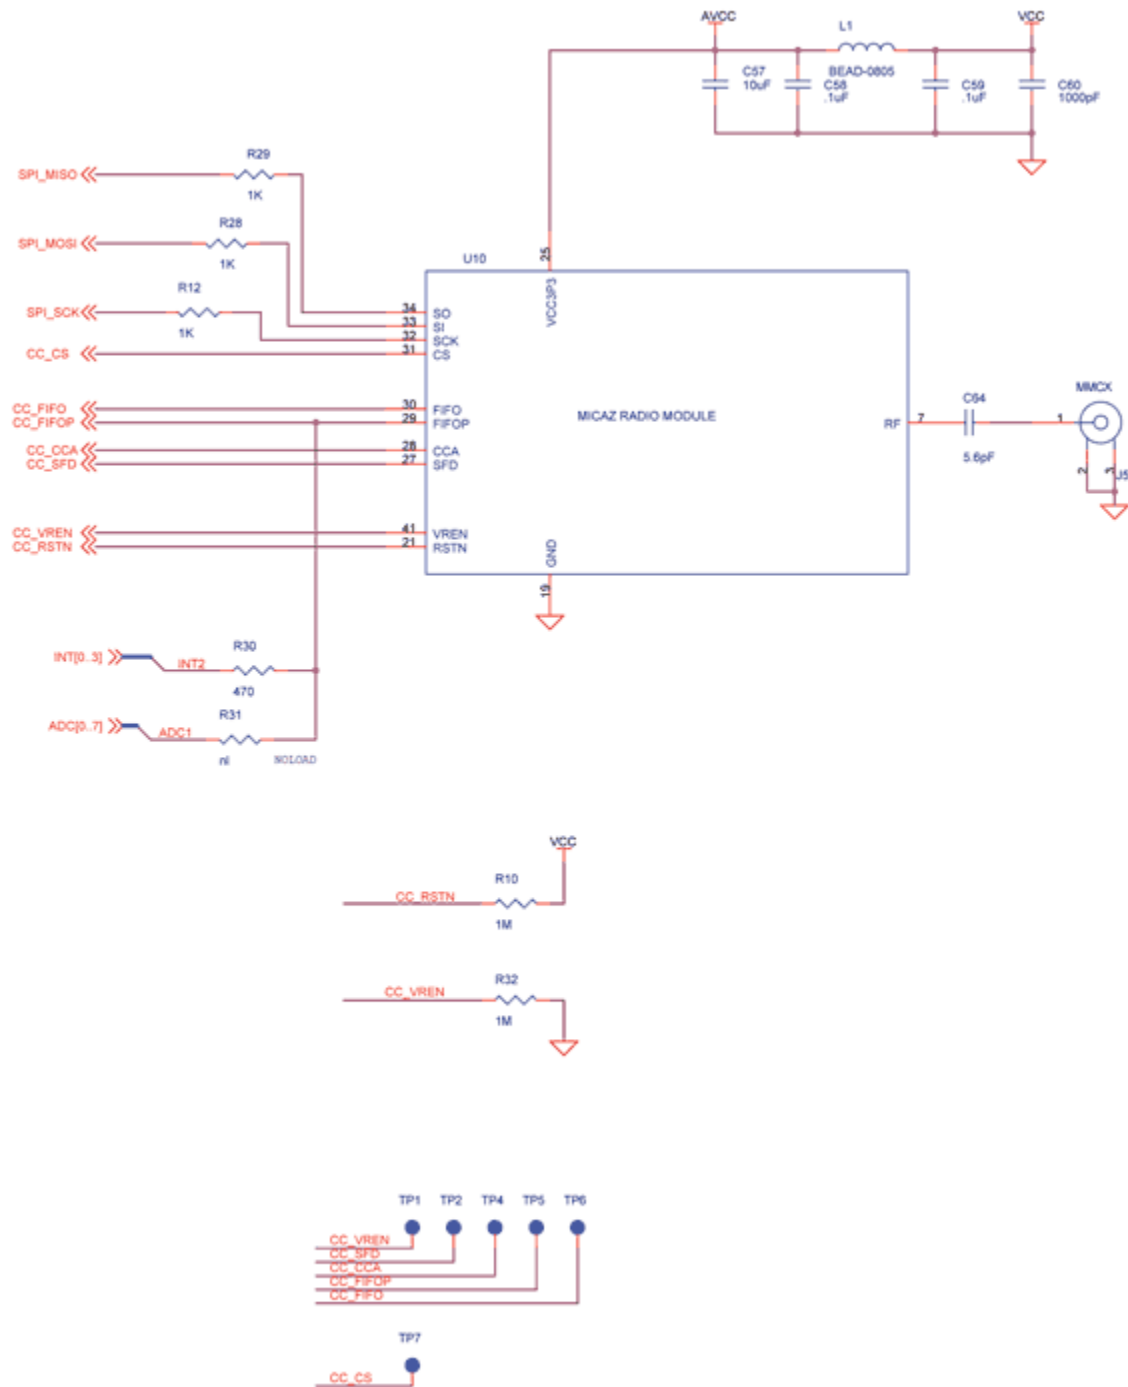 AVCC
L1
VCC
BEAD-0805
C57
10uF
C58
.1uF
C59
.1uF
C60
1000pF
R29
SPI_MISO
1K
R28
SPI_MOSI
1K
R12
SPI_SCK
1K
CC_CS
U10
25
VCC3P3
34 SO
33 SI
32 SCK
31 CS
CC_FIFO 30 FIFO
CC_FIFOP 29 FIFOP
CC_CCA 28 CCA
CC_SFD 27 SFD
CC_VREN 41 VREN
CC_RSTN 21 RSTN
MICAZ RADIO MODULE
RF 7
C64
5.6pF
1
MMCX
2
3
J5
GND
19
R30
INT[0..3]
INT2
470
R31
ADC[0..7]
ADC1
nl
NOLOAD
VCC
R10
CC_RSTN
1M
R32
CC_VREN
1M
TP1 TP2 TP4 TP5 TP6
CC_VREN
CC_SFD
CC_CCA
CC_FIFOP
CC_FIFO
TP7
CC_CS